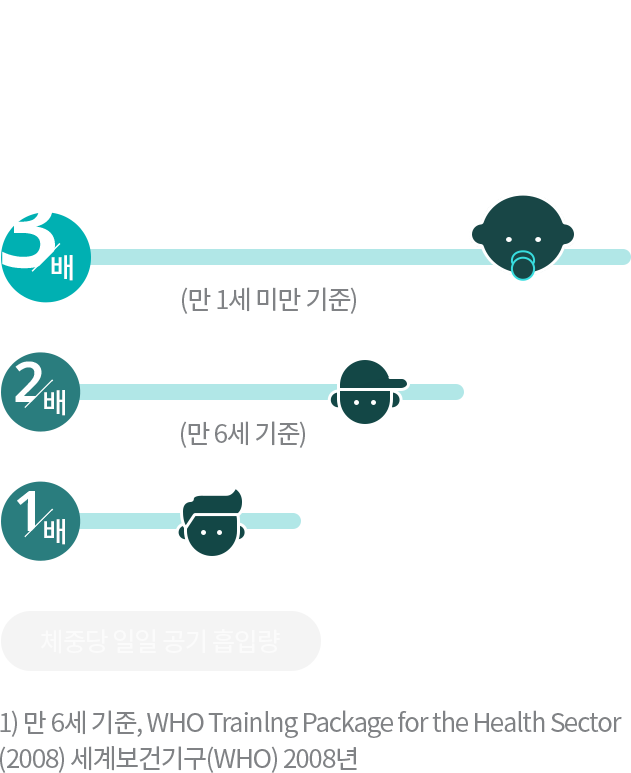 3배
(만 1세 미만 기준)
2배
(만 6세 기준)
1배
체중당 일일 공기 흡입량
1) 만 6세 기준, WHO Trainlng Package for the Health Sector
(2008) 세계보건기구(WHO) 2008년